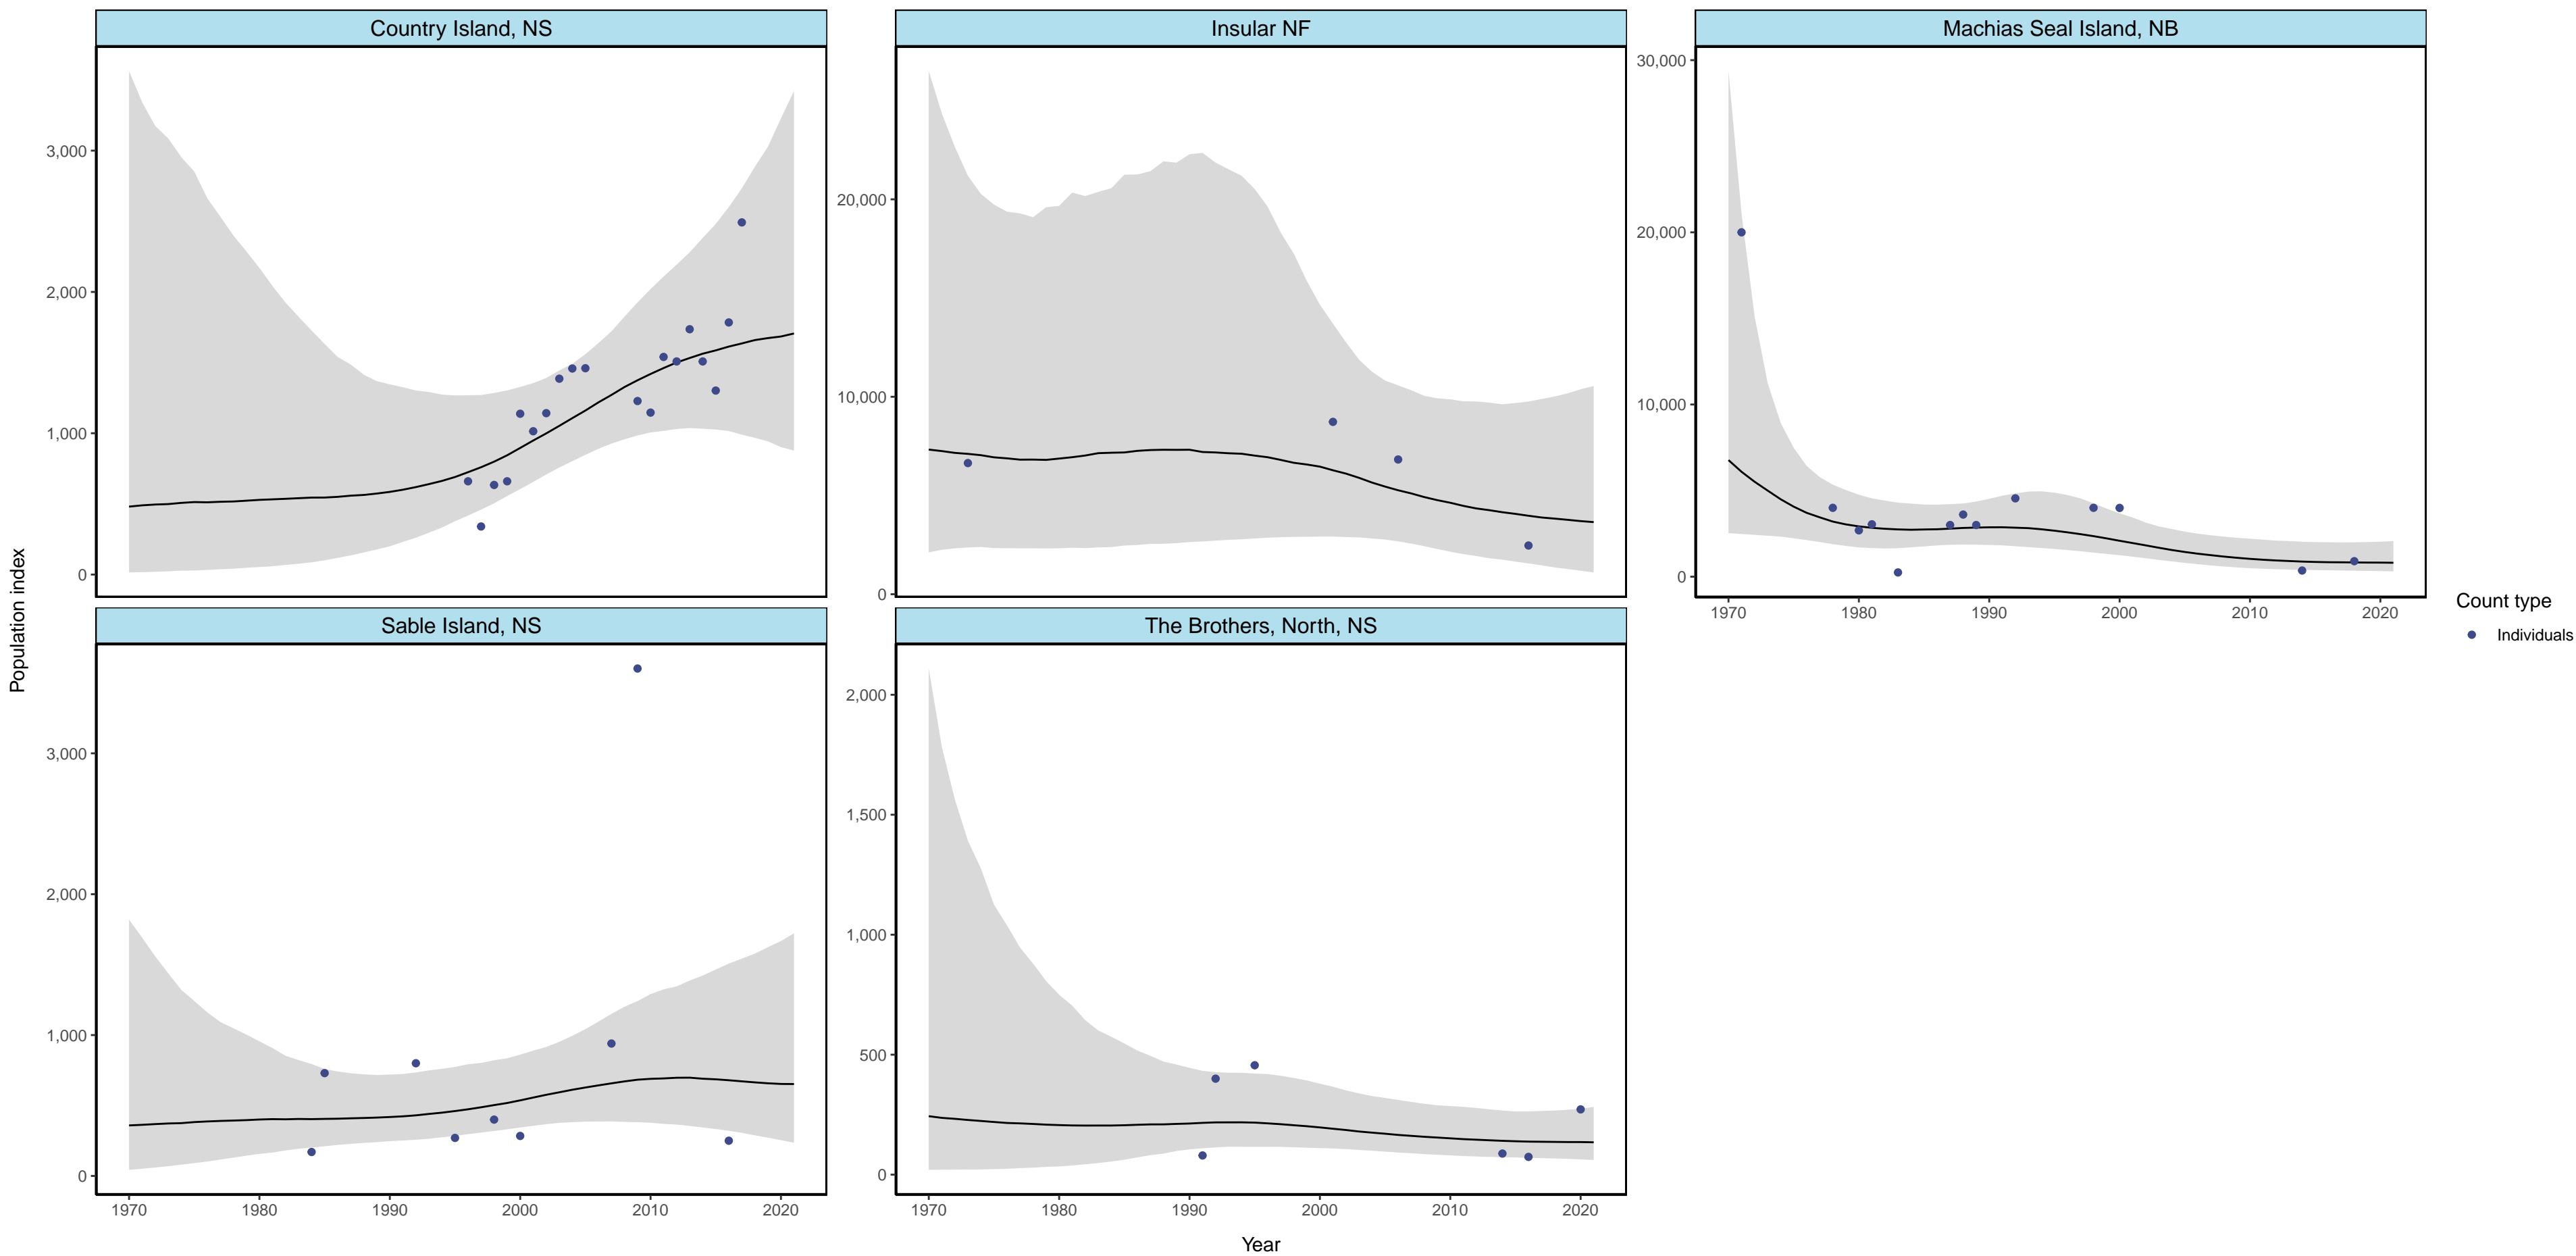 Country Island, NS
Insular NF
Machias Seal Island, NB
3,000
2,000
1,000
0
20,000
10,000
0
30,000
20,000
10,000
0
1970 1980 1990 2000 2010 2020
Population index
Count type
Individuals
Sable Island, NS
The Brothers, North, NS
3,000
2,000
1,000
0
2,000
1,500
1,000
500
0
1970 1980 1990 2000 2010 2020
1970 1980 1990 2000 2010 2020
Year